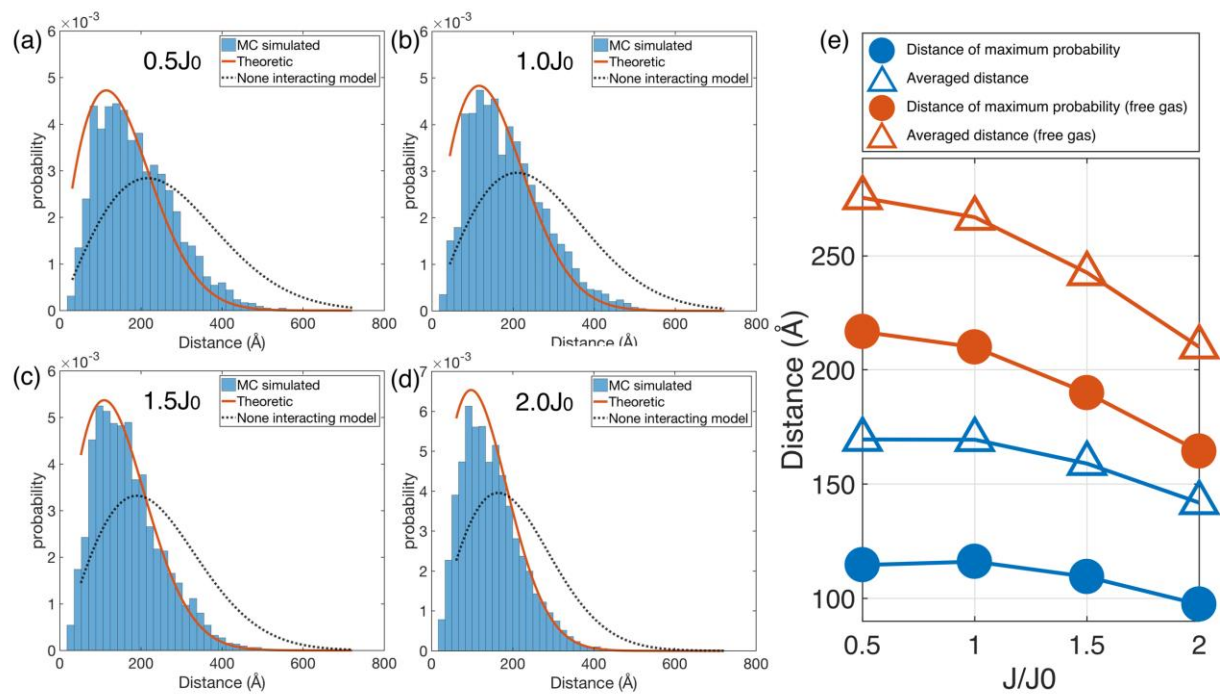 (a)
×10⁻³
0.5J₀
MC simulated
Theoretic
None interacting model
probability
6
5
4
3
2
1
0
0 200 400 600 800
Distance (Å)
(b)
×10⁻³
1.0J₀
MC simulated
Theoretic
None interacting model
probability
6
5
4
3
2
1
0
0 200 400 600 800
Distance (Å)
(c)
×10⁻³
1.5J₀
MC simulated
Theoretic
None interacting model
probability
6
5
4
3
2
1
0
0 200 400 600 800
Distance (Å)
(d)
×10⁻³
2.0J₀
MC simulated
Theoretic
None interacting model
probability
7
6
5
4
3
2
1
0
0 200 400 600 800
Distance (Å)
(e)
Distance of maximum probability
Averaged distance
Distance of maximum probability (free gas)
Averaged distance (free gas)
Distance (Å)
250
200
150
100
0.5 1 1.5 2
J/J0